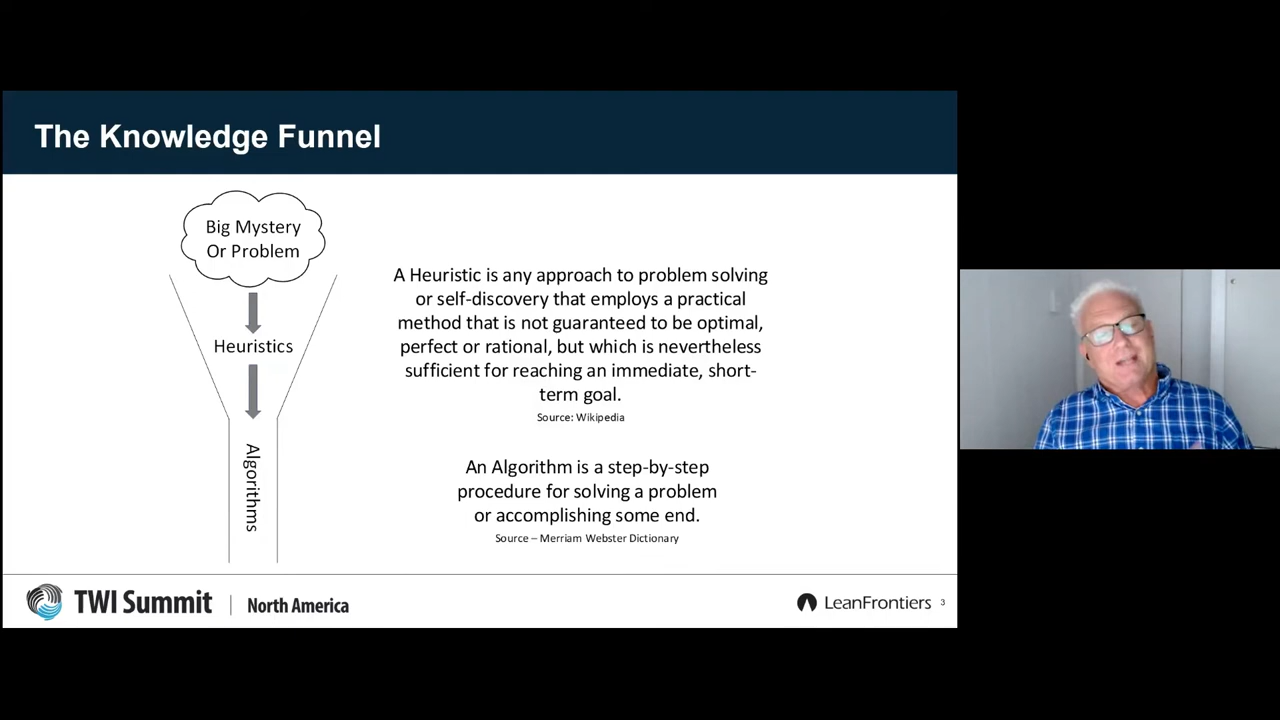 The Knowledge Funnel
Big Mystery
Or Problem
Heuristics
Algorithms
A Heuristic is any approach to problem solving
or self-discovery that employs a practical
method that is not guaranteed to be optimal,
perfect or rational, but which is nevertheless
sufficient for reaching an immediate, short-
term goal.
Source: Wikipedia
An Algorithm is a step-by-step
procedure for solving a problem
or accomplishing some end.
Source – Merriam Webster Dictionary
TWI Summit | North America
LeanFrontiers 3